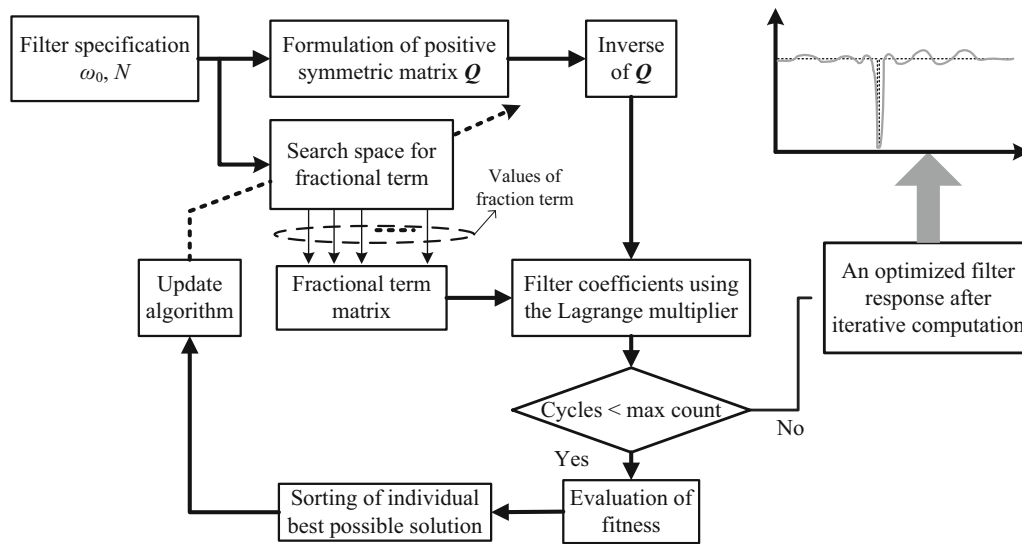 Filter specification
ω₀, N
Formulation of positive
symmetric matrix Q
Inverse
of Q
Search space for
fractional term
Values of
fraction term
Update
algorithm
Fractional term
matrix
Filter coefficients using
the Lagrange multiplier
An optimized filter
response after
iterative computation
Cycles < max count
No
Yes
Sorting of individual
best possible solution
Evaluation of
fitness